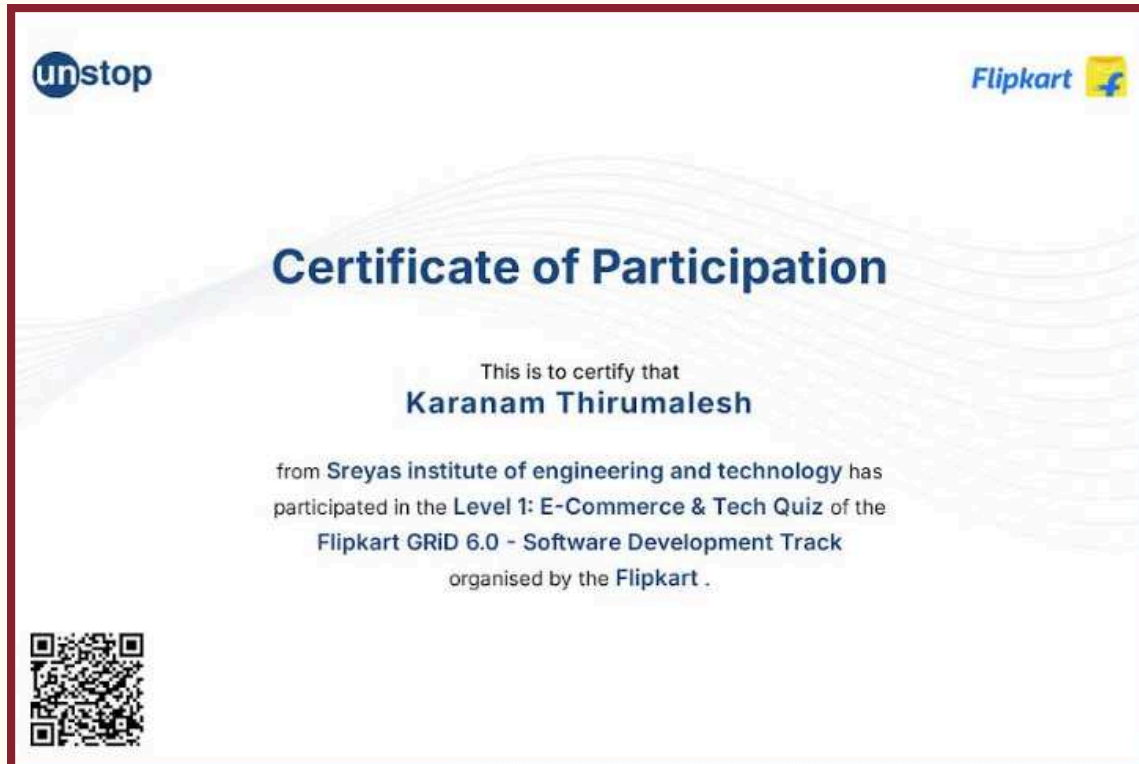 unstop
Flipkart
Certificate of Participation
This is to certify that
Karanam Thirumalesh
from Sreyas institute of engineering and technology has
participated in the Level 1: E-Commerce & Tech Quiz of the
Flipkart GRiD 6.0 - Software Development Track
organised by the Flipkart .